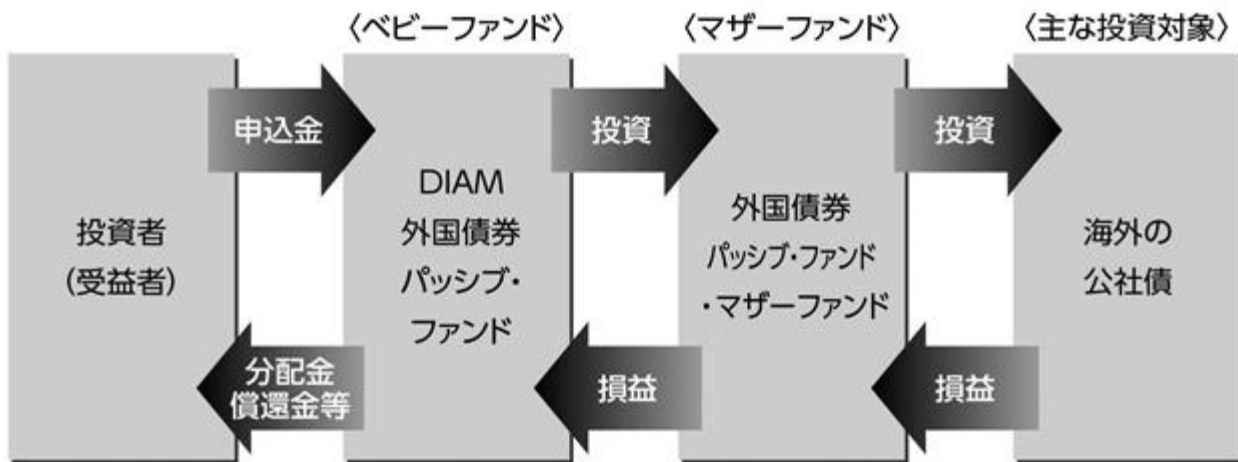 〈ベビーファンド〉
〈マザーファンド〉
〈主な投資対象〉
申込金
投資
投資
投資者
(受益者)
DIAM
外国債券
パッシブ・
ファンド
外国債券
パッシブ・ファンド
・マザーファンド
海外の
公社債
分配金
償還金等
損益
損益